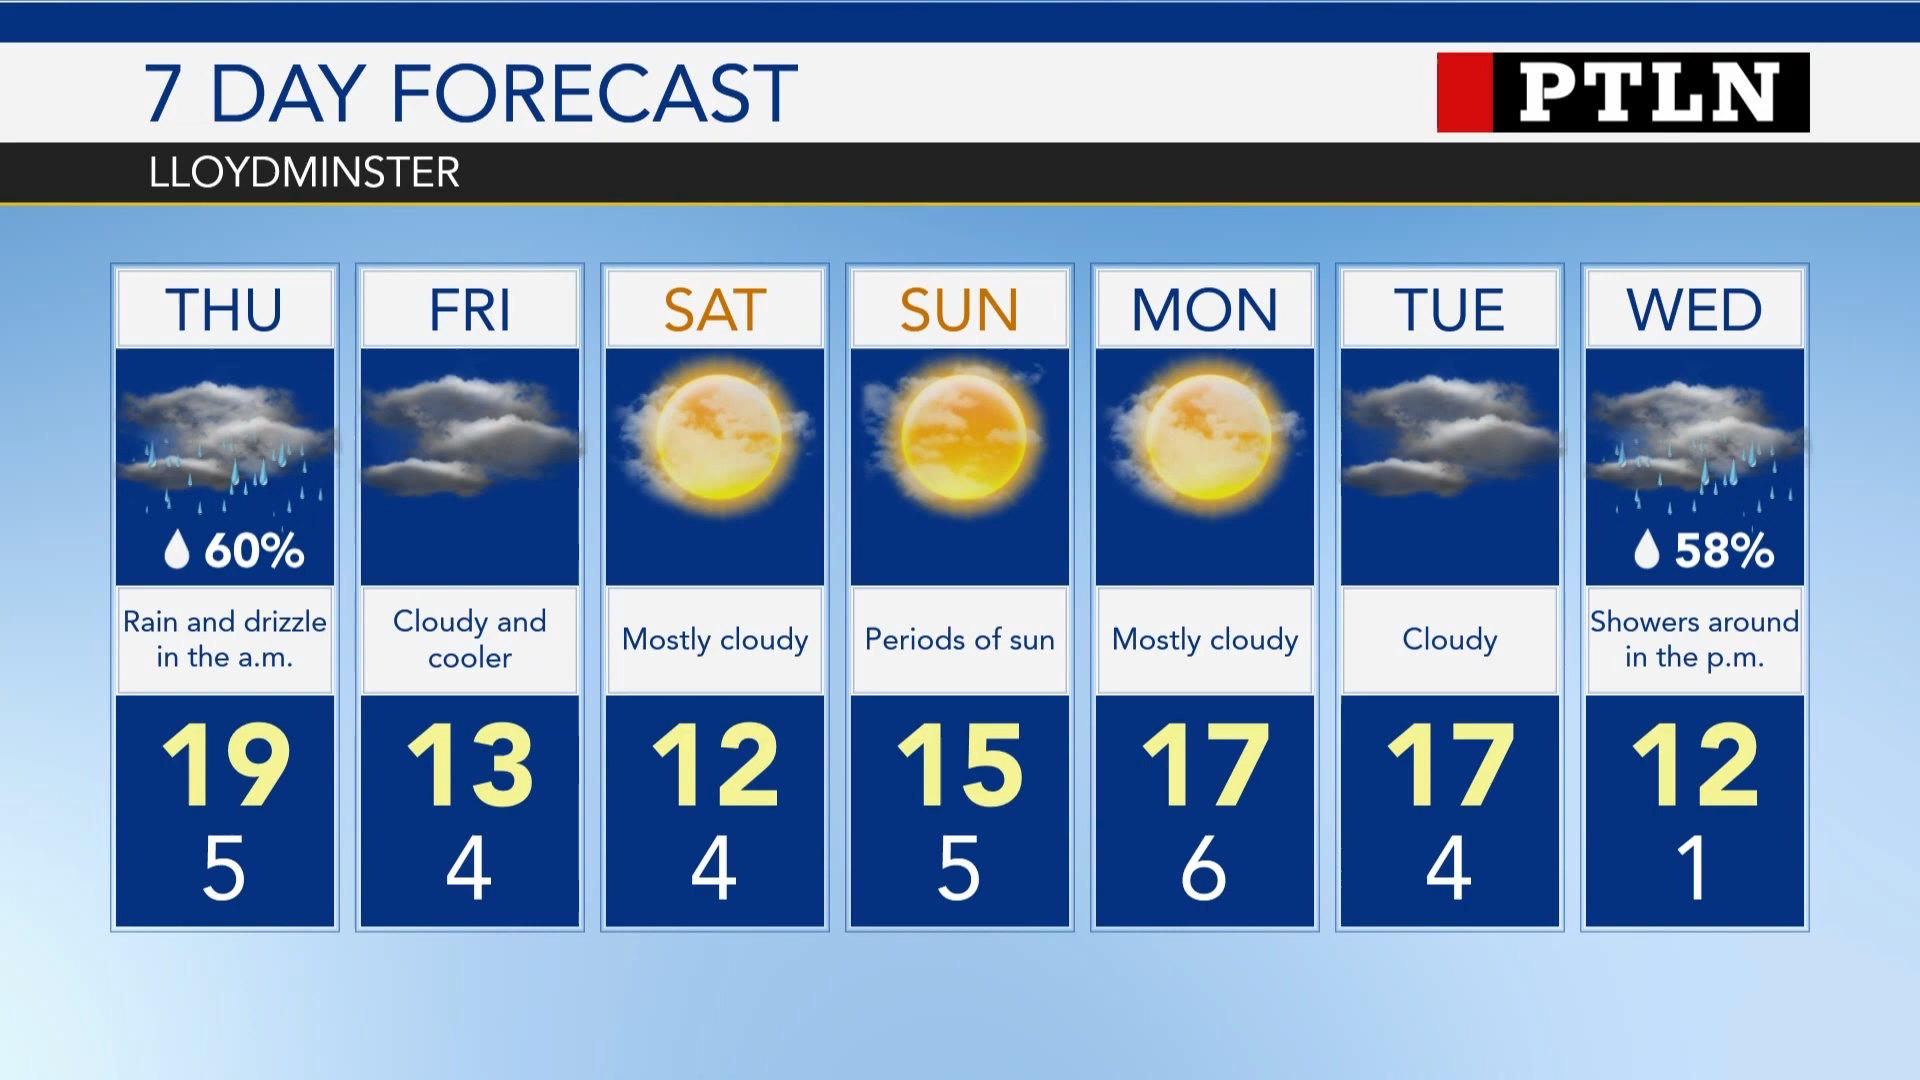 7 DAY FORECAST
PTLN
LLOYDMINSTER
THU
60%
Rain and drizzle
in the a.m.
19
5
FRI
Cloudy and
cooler
13
4
SAT
Mostly cloudy
12
4
SUN
Periods of sun
15
5
MON
Mostly cloudy
17
6
TUE
Cloudy
17
4
WED
58%
Showers around
in the p.m.
12
1